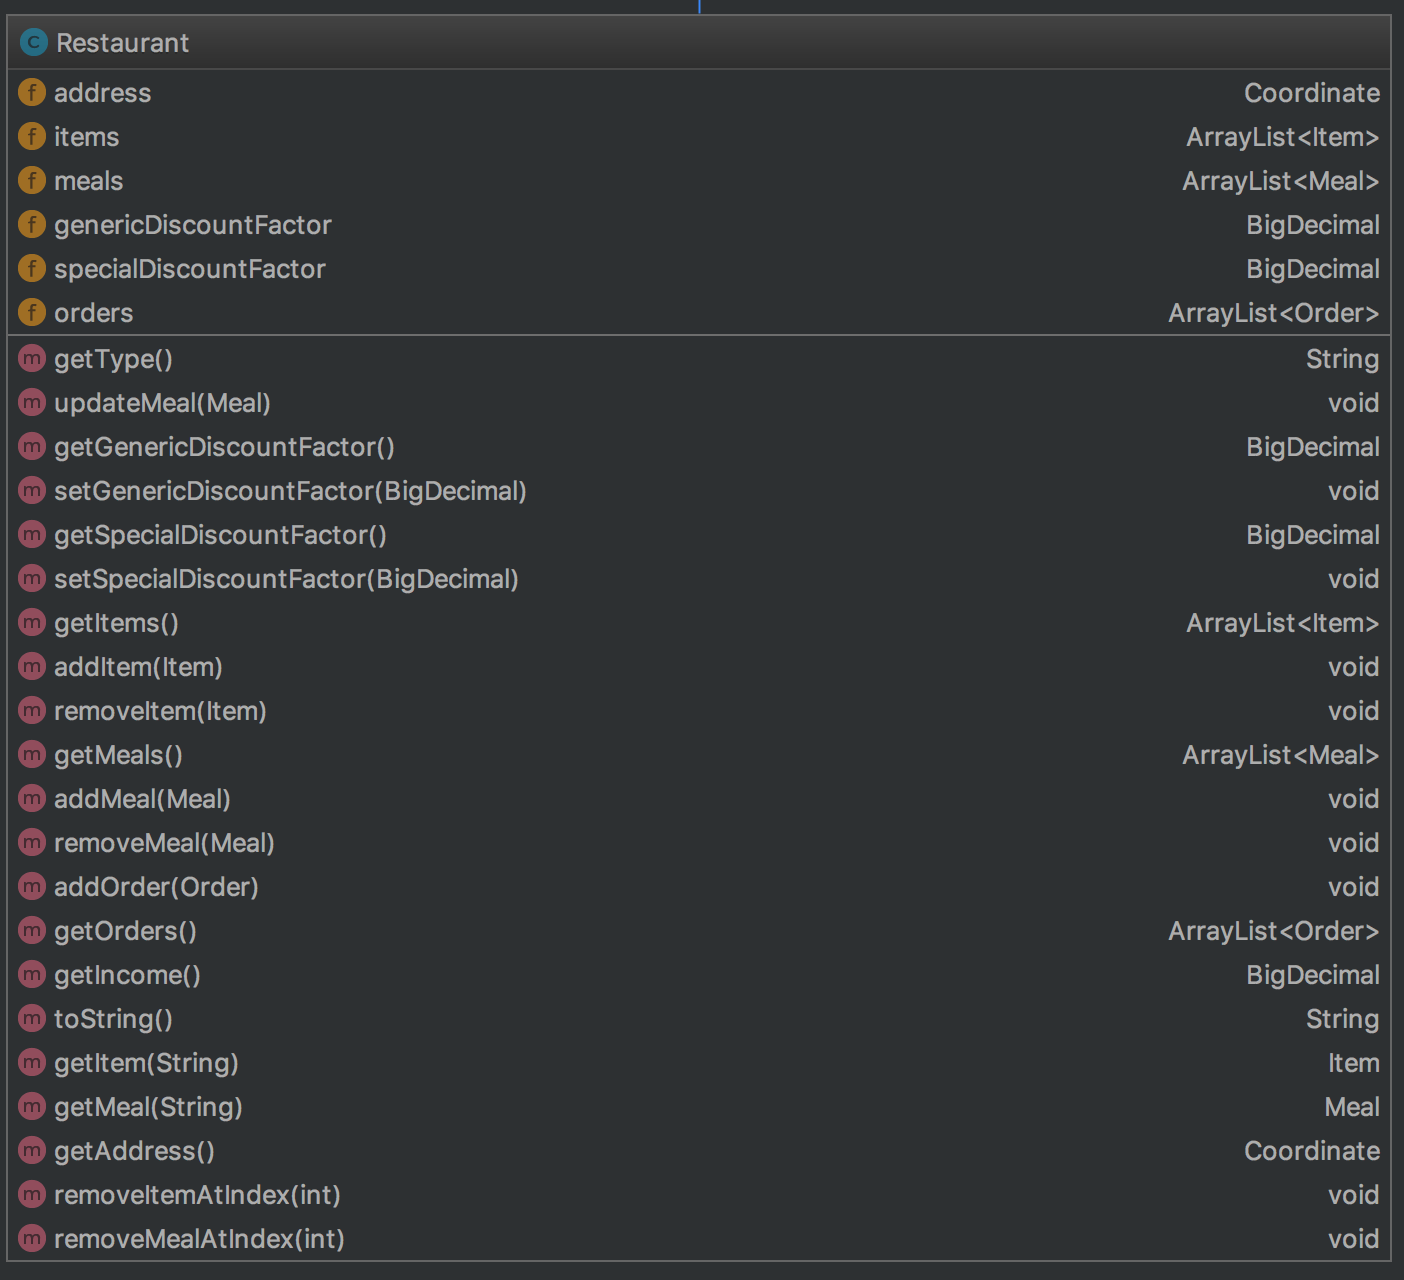 C Restaurant
f address Coordinate
f items ArrayList<Item>
f meals ArrayList<Meal>
f genericDiscountFactor BigDecimal
f specialDiscountFactor BigDecimal
f orders ArrayList<Order>
m getType() String
m updateMeal(Meal) void
m getGenericDiscountFactor() BigDecimal
m setGenericDiscountFactor(BigDecimal) void
m getSpecialDiscountFactor() BigDecimal
m setSpecialDiscountFactor(BigDecimal) void
m getItems() ArrayList<Item>
m addItem(Item) void
m removeItem(Item) void
m getMeals() ArrayList<Meal>
m addMeal(Meal) void
m removeMeal(Meal) void
m addOrder(Order) void
m getOrders() ArrayList<Order>
m getIncome() BigDecimal
m toString() String
m getItem(String) Item
m getMeal(String) Meal
m getAddress() Coordinate
m removeItemAtIndex(int) void
m removeMealAtIndex(int) void